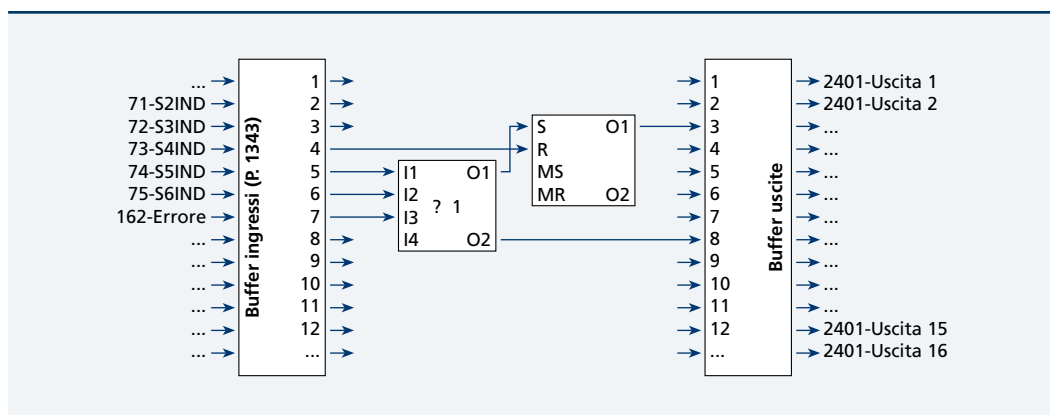 ...
71-S2IND
72-S3IND
73-S4IND
74-S5IND
75-S6IND
162-Errore
...
...
...
...
...
...
Buffer ingressi (P. 1343)
1
2
3
4
5
6
7
8
9
10
11
12
...
I1 O1
I2
? 1
I3
I4 O2
S O1
R
MS
MR O2
1
2
3
4
5
6
7
8
9
10
11
12
...
Buffer uscite
2401-Uscita 1
2401-Uscita 2
...
...
...
...
...
...
...
...
...
2401-Uscita 15
2401-Uscita 16